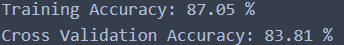 Training Accuracy: 87.05 %
Cross Validation Accuracy: 83.81 %